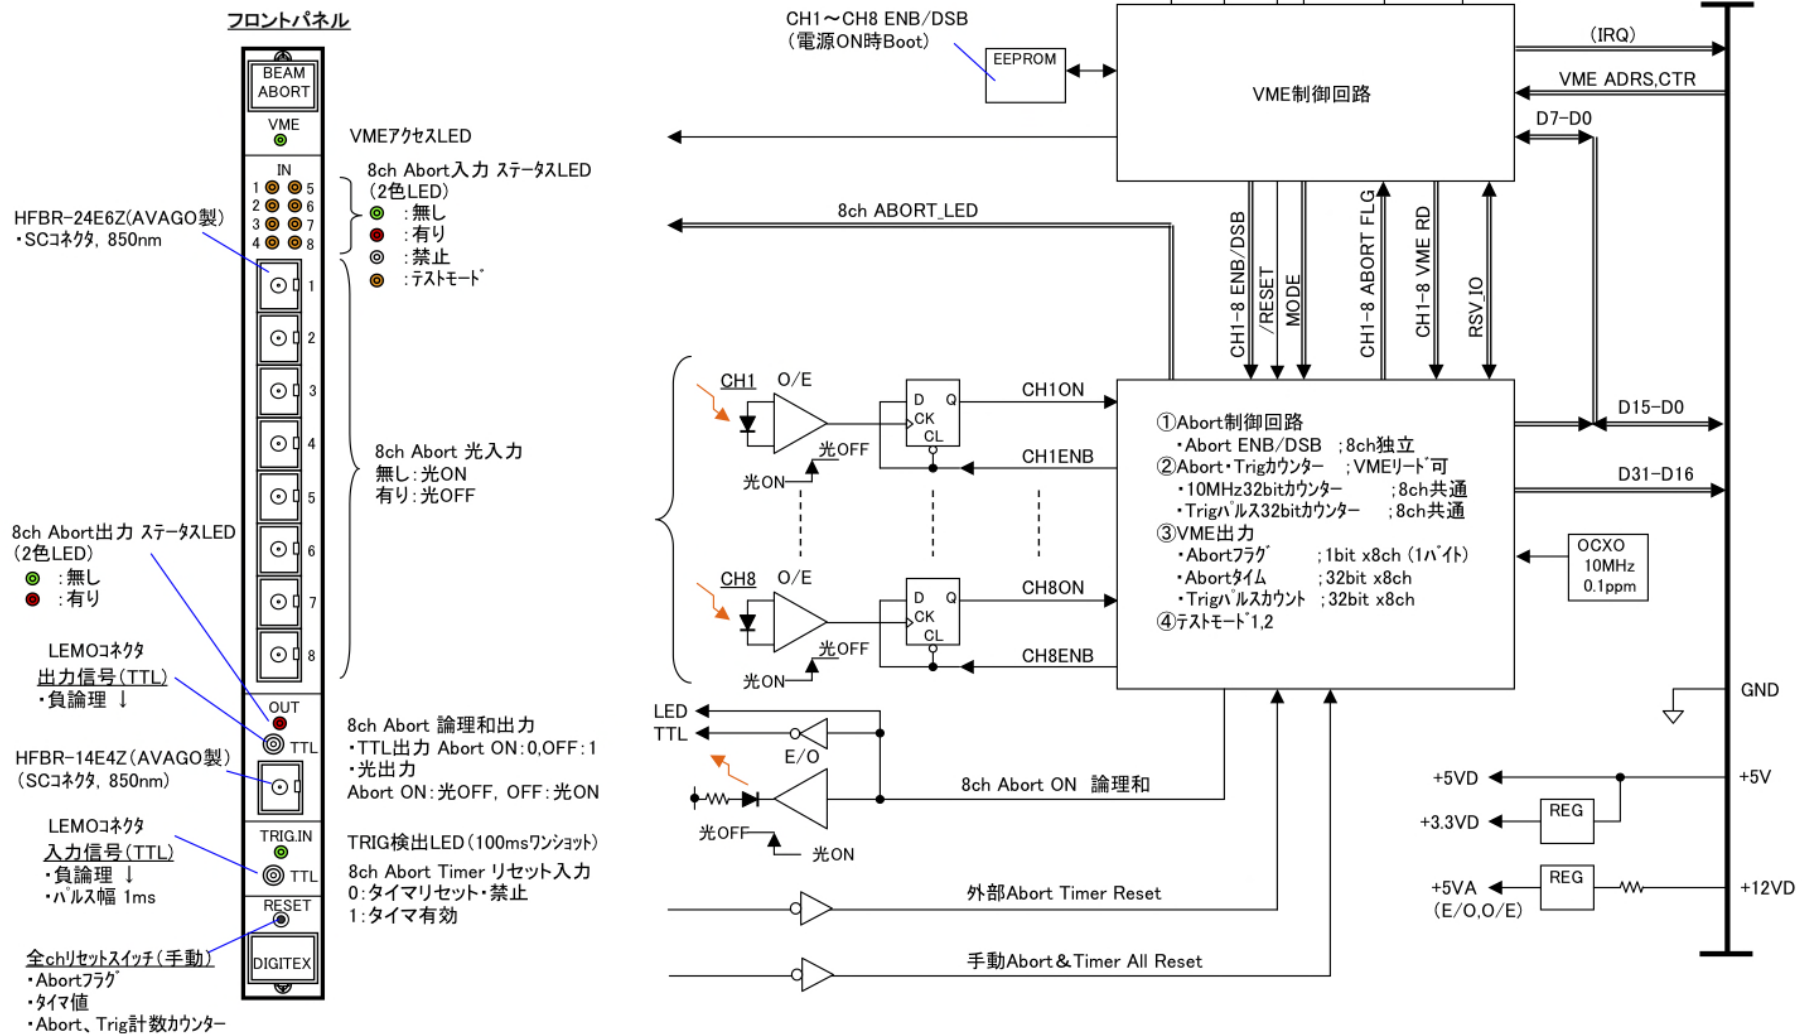 フロントパネル
BEAM
ABORT
VME
VMEアクセスLED
IN
1 5
2 6
3 7
4 8
8ch Abort入力 ステータスLED
(2色LED)
:無し
:有り
:禁止
:テストモード
HFBR-24E6Z(AVAGO製)
・SCコネクタ, 850nm
1
2
3
4
5
6
7
8
8ch Abort 光入力
無し:光ON
有り:光OFF
8ch Abort出力 ステータスLED
(2色LED)
:無し
:有り
LEMOコネクタ
出力信号(TTL)
・負論理 ↓
OUT
TTL
HFBR-14E4Z(AVAGO製)
(SCコネクタ, 850nm)
8ch Abort 論理和出力
・TTL出力 Abort ON:0,OFF:1
・光出力
Abort ON:光OFF, OFF:光ON
LEMOコネクタ
入力信号(TTL)
・負論理 ↓
・パルス幅 1ms
TRIG.IN
TTL
TRIG検出LED(100msワンショット)
8ch Abort Timer リセット入力
0:タイマリセット・禁止
1:タイマ有効
RESET
DIGITEX
全chリセットスイッチ(手動)
・Abortフラグ
・タイマ値
・Abort、Trig計数カウンター
CH1～CH8 ENB/DSB
(電源ON時Boot)
EEPROM
VME制御回路
(IRQ)
VME ADRS,CTR
D7-D0
8ch ABORT_LED
CH1-8 ENB/DSB
/RESET
MODE
CH1-8 ABORT FLG
CH1-8 VME RD
RSV_IO
CH1 O/E
D Q
CK
CL
CH1ON
CH1ENB
光OFF
光ON
CH8 O/E
D Q
CK
CL
CH8ON
CH8ENB
光OFF
光ON
①Abort制御回路
・Abort ENB/DSB ;8ch独立
②Abort・Trigカウンター ;VMEリード可
・10MHz32bitカウンター ;8ch共通
・Trigパルス32bitカウンター ;8ch共通
③VME出力
・Abortフラグ ;1bit x8ch (1バイト)
・Abortタイム ;32bit x8ch
・Trigパルスカウント ;32bit x8ch
④テストモード1,2
D15-D0
D31-D16
OCXO
10MHz
0.1ppm
LED
TTL
E/O
8ch Abort ON 論理和
光OFF
光ON
外部Abort Timer Reset
手動Abort＆Timer All Reset
GND
+5VD
+5V
REG
+3.3VD
REG
+5VA
(E/O,O/E)
+12VD